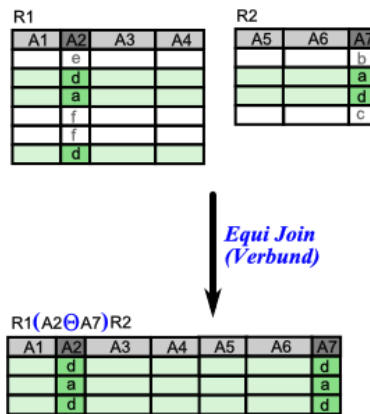 R1
A1 A2 A3 A4
e
d
a
f
f
d
R2
A5 A6 A7
b
a
d
c
Equi Join
(Verbund)
R1(A2ΘA7)R2
A1 A2 A3 A4 A5 A6 A7
d d
a a
d d